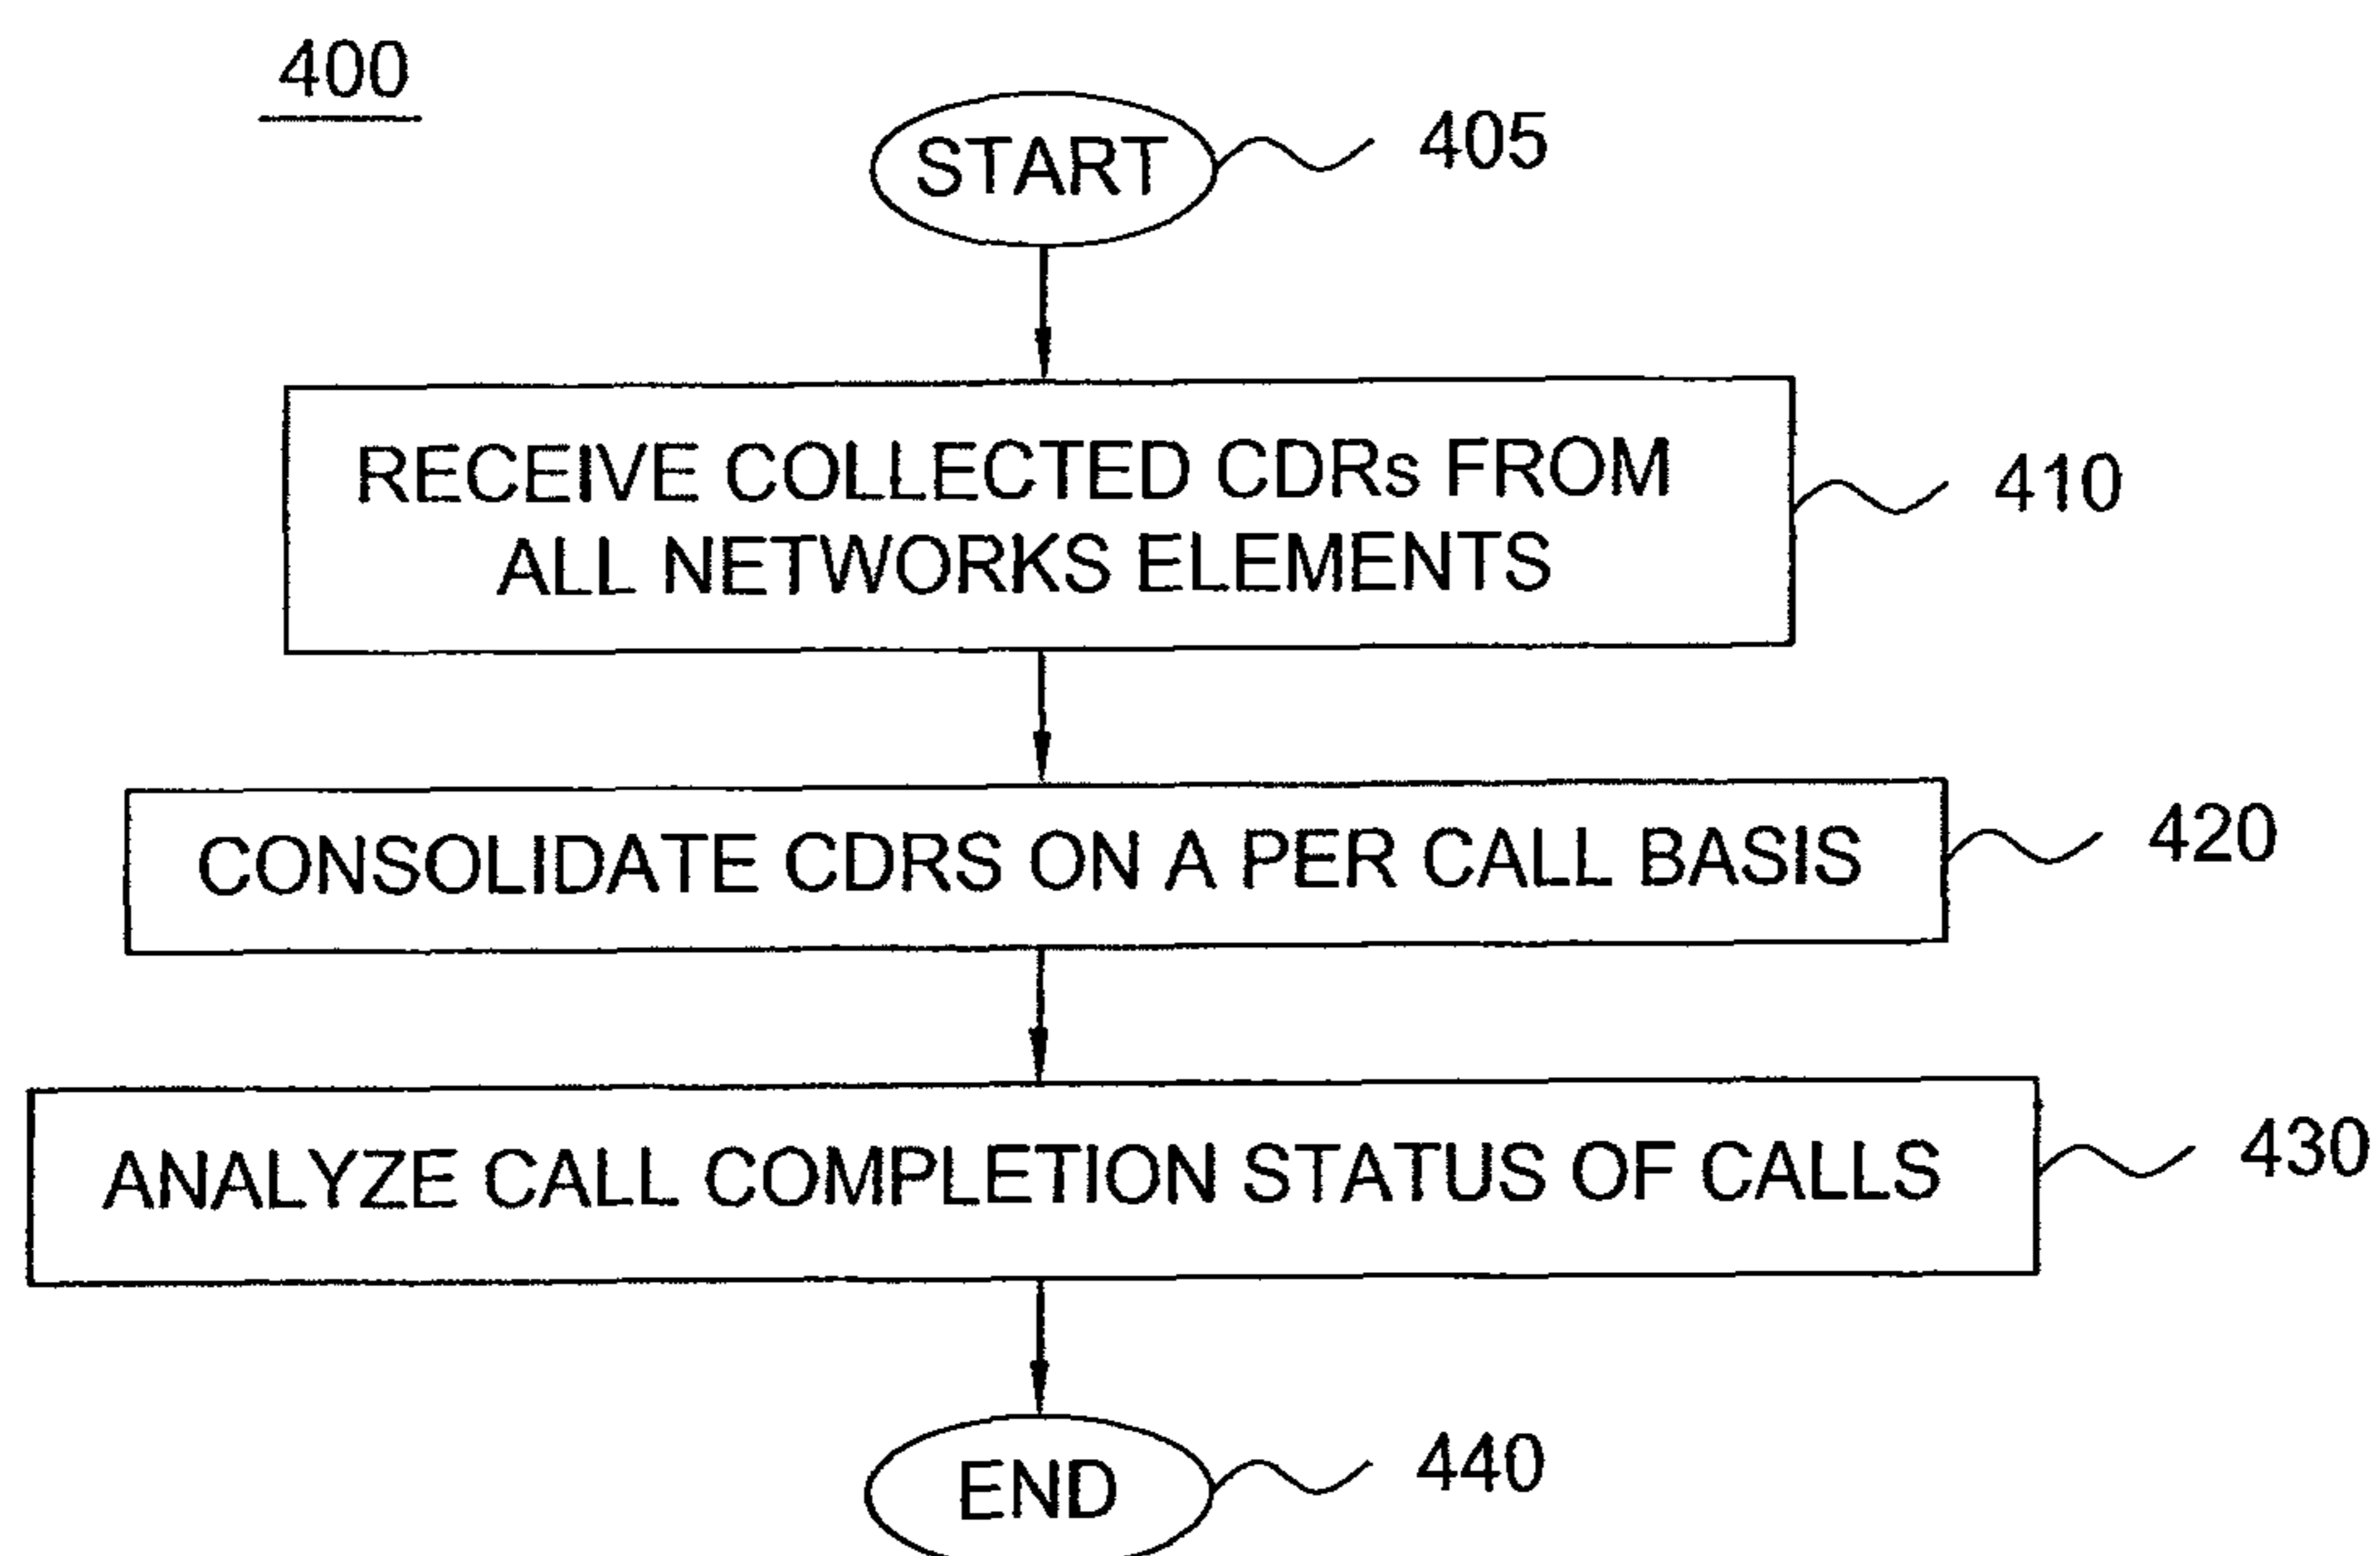 400
START
405
RECEIVE COLLECTED CDRs FROM
ALL NETWORKS ELEMENTS
410
CONSOLIDATE CDRS ON A PER CALL BASIS
420
ANALYZE CALL COMPLETION STATUS OF CALLS
430
END
440